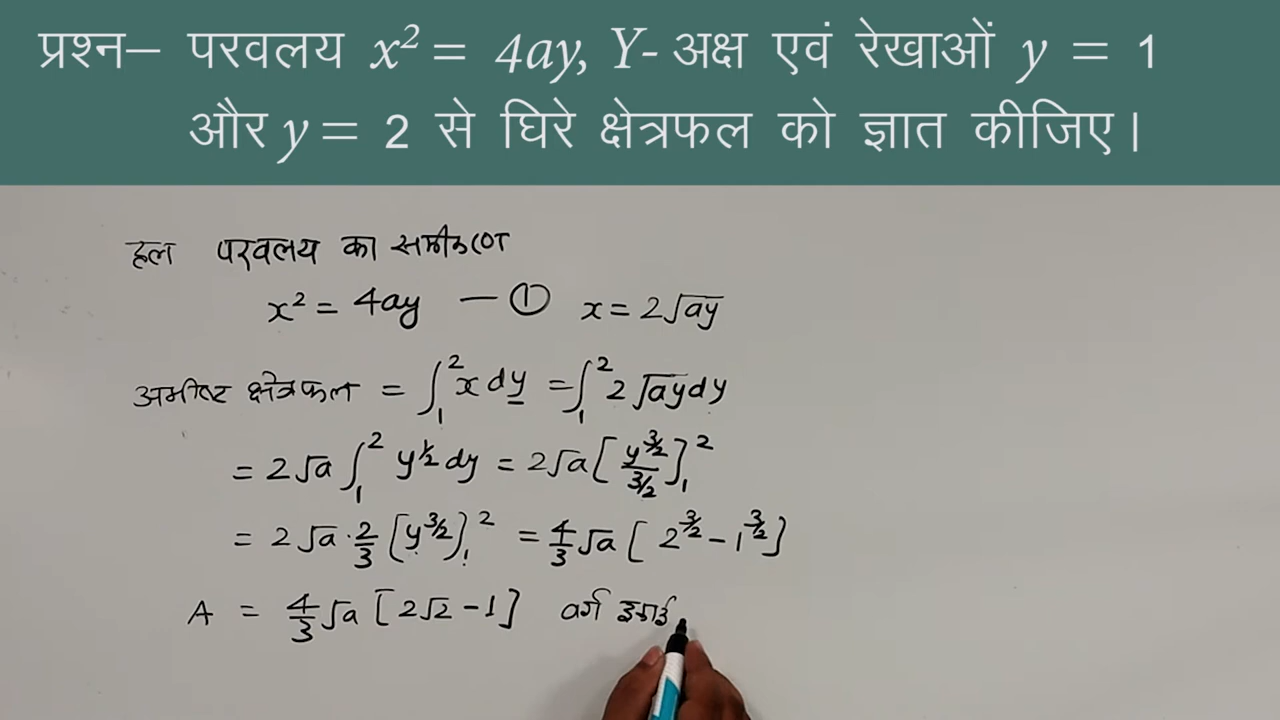 प्रश्न– परवलय x² = 4ay, Y- अक्ष एवं रेखाओं y = 1
और y = 2 से घिरे क्षेत्रफल को ज्ञात कीजिए।
हल परवलय का समीकरण
x² = 4ay — ① x = 2√ay
अभीष्ट क्षेत्रफल = ∫₁² x dy = ∫₁² 2√ay dy
= 2√a ∫₁² y^½ dy = 2√a [y^3/2 / 3/2]₁²
= 2√a · 2/3 [y^3/2]₁² = 4/3 √a [2^3/2 − 1^3/2]
A = 4/3 √a [2√2 − 1] वर्ग इकाई